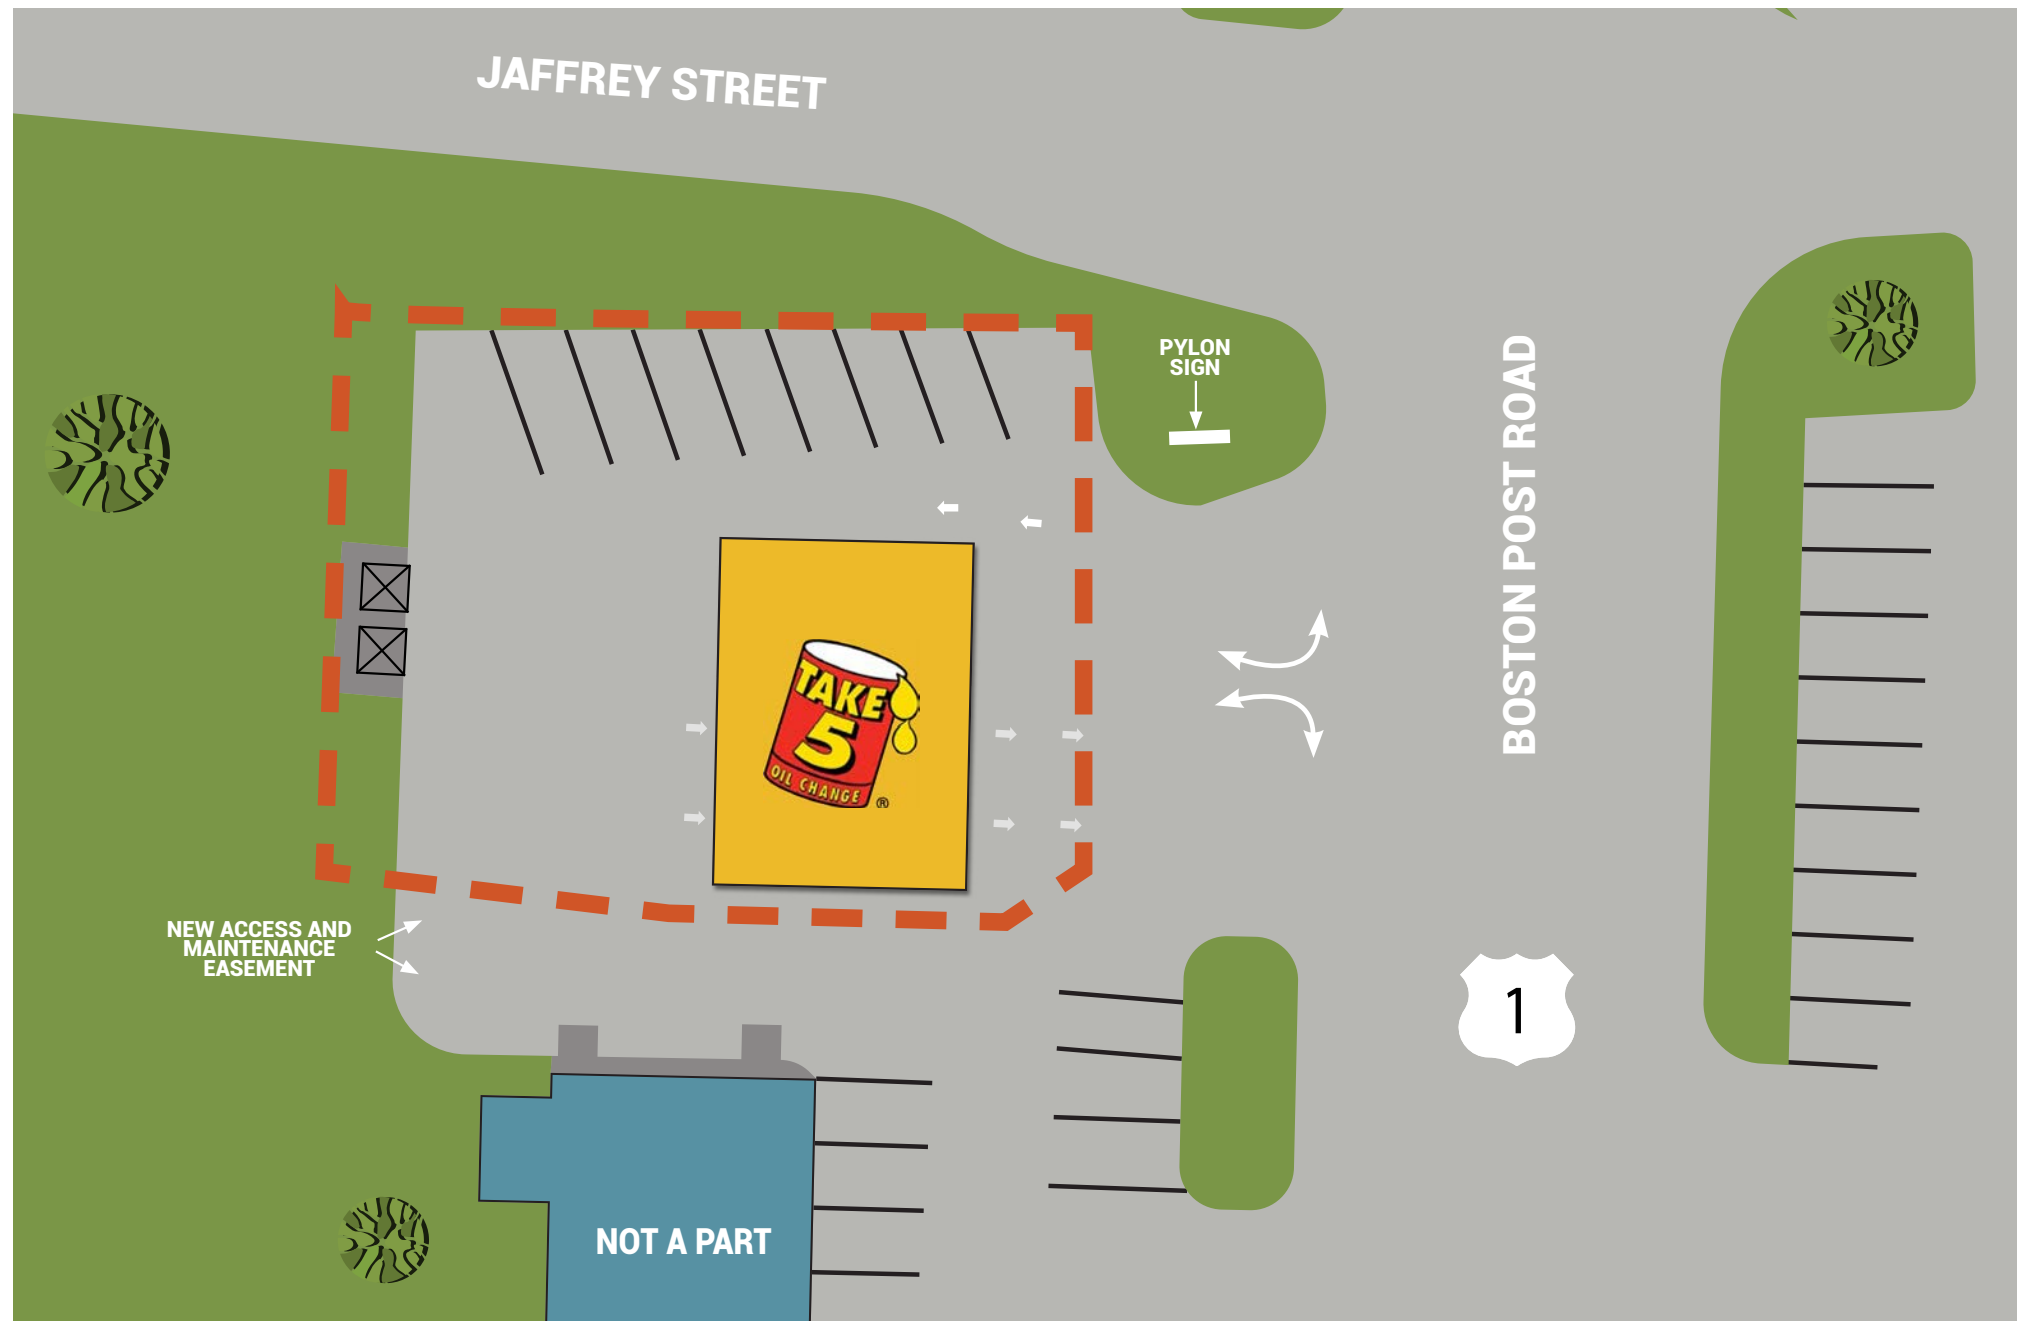 JAFFREY STREET
PYLON
SIGN
BOSTON POST ROAD
TAKE
5
OIL CHANGE
®
NEW ACCESS AND
MAINTENANCE
EASEMENT
1
NOT A PART